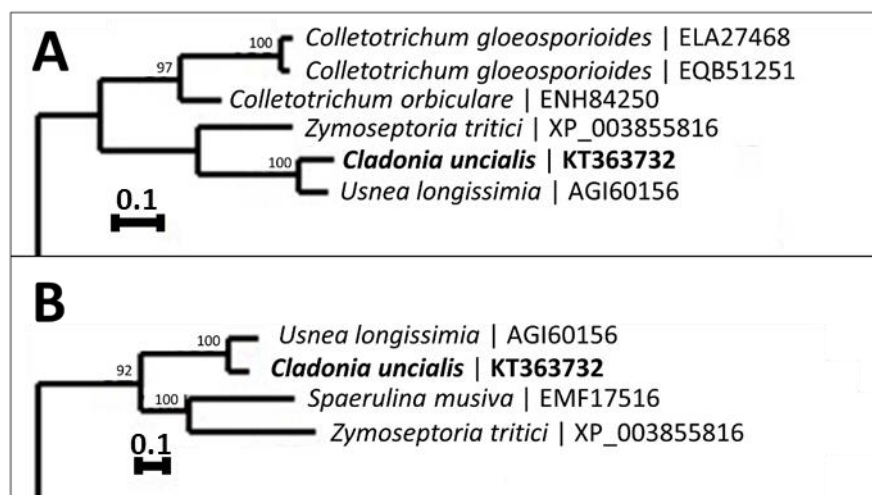 A
100
Colletotrichum gloeosporioides | ELA27468
97
Colletotrichum gloeosporioides | EQB51251
Colletotrichum orbiculare | ENH84250
Zymoseptoria tritici | XP_003855816
100
Cladonia uncialis | KT363732
Usnea longissimia | AGI60156
0.1
B
100
Usnea longissimia | AGI60156
92
Cladonia uncialis | KT363732
100
Spaerulina musiva | EMF17516
Zymoseptoria tritici | XP_003855816
0.1